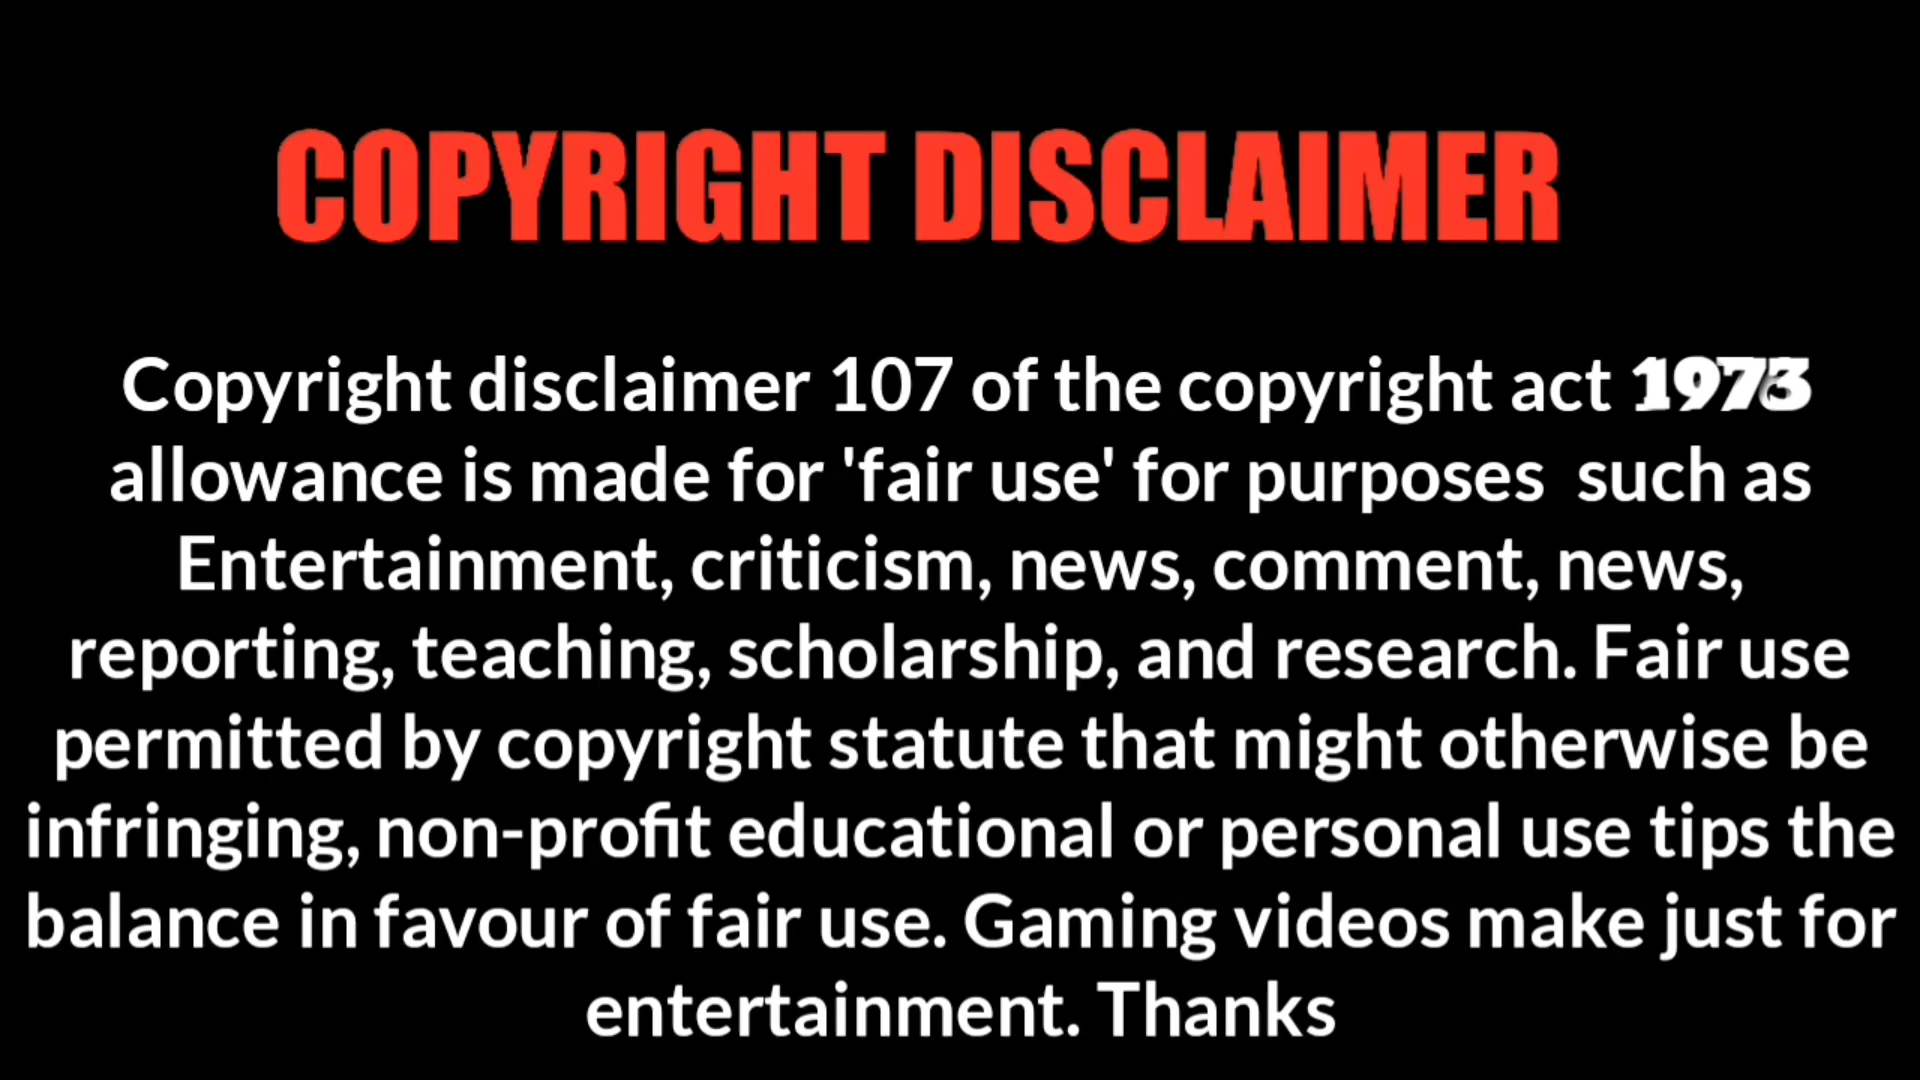 COPYRIGHT DISCLAIMER
Copyright disclaimer 107 of the copyright act 1973
allowance is made for 'fair use' for purposes  such as
Entertainment, criticism, news, comment, news,
reporting, teaching, scholarship, and research. Fair use
permitted by copyright statute that might otherwise be
infringing, non-profit educational or personal use tips the
balance in favour of fair use. Gaming videos make just for
entertainment. Thanks